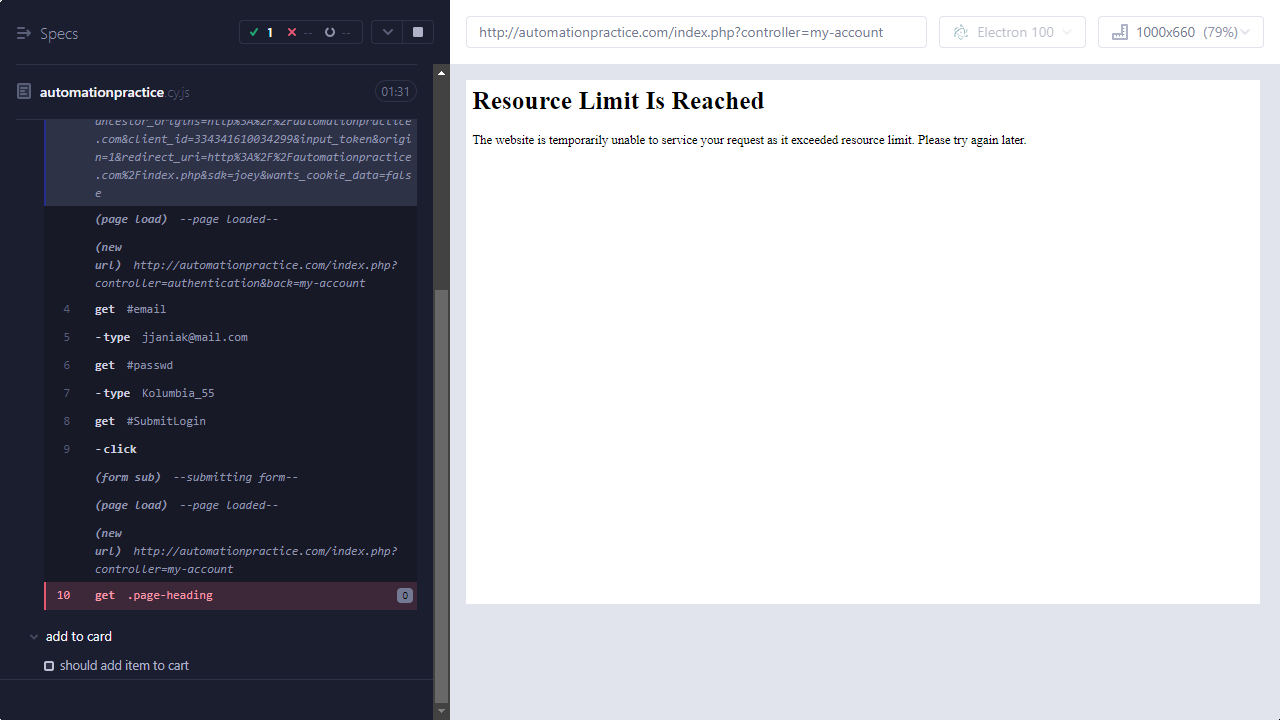 Specs
1
--
--
http://automationpractice.com/index.php?controller=my-account
Electron 100
1000x660 (79%)
automationpractice.cy.js
01:31
ancestor_origins=http%3A%2F%2Fautomationpractice
.com&client_id=334341610034299&input_token&origi
n=1&redirect_uri=http%3A%2F%2Fautomationpractice
.com%2Findex.php&sdk=joey&wants_cookie_data=fals
e
(page load) --page loaded--
(new
url) http://automationpractice.com/index.php?
controller=authentication&back=my-account
4 get #email
5 -type jjaniak@mail.com
6 get #passwd
7 -type Kolumbia_55
8 get #SubmitLogin
9 -click
(form sub) --submitting form--
(page load) --page loaded--
(new
url) http://automationpractice.com/index.php?
controller=my-account
10 get .page-heading 0
add to card
should add item to cart
Resource Limit Is Reached
The website is temporarily unable to service your request as it exceeded resource limit. Please try again later.